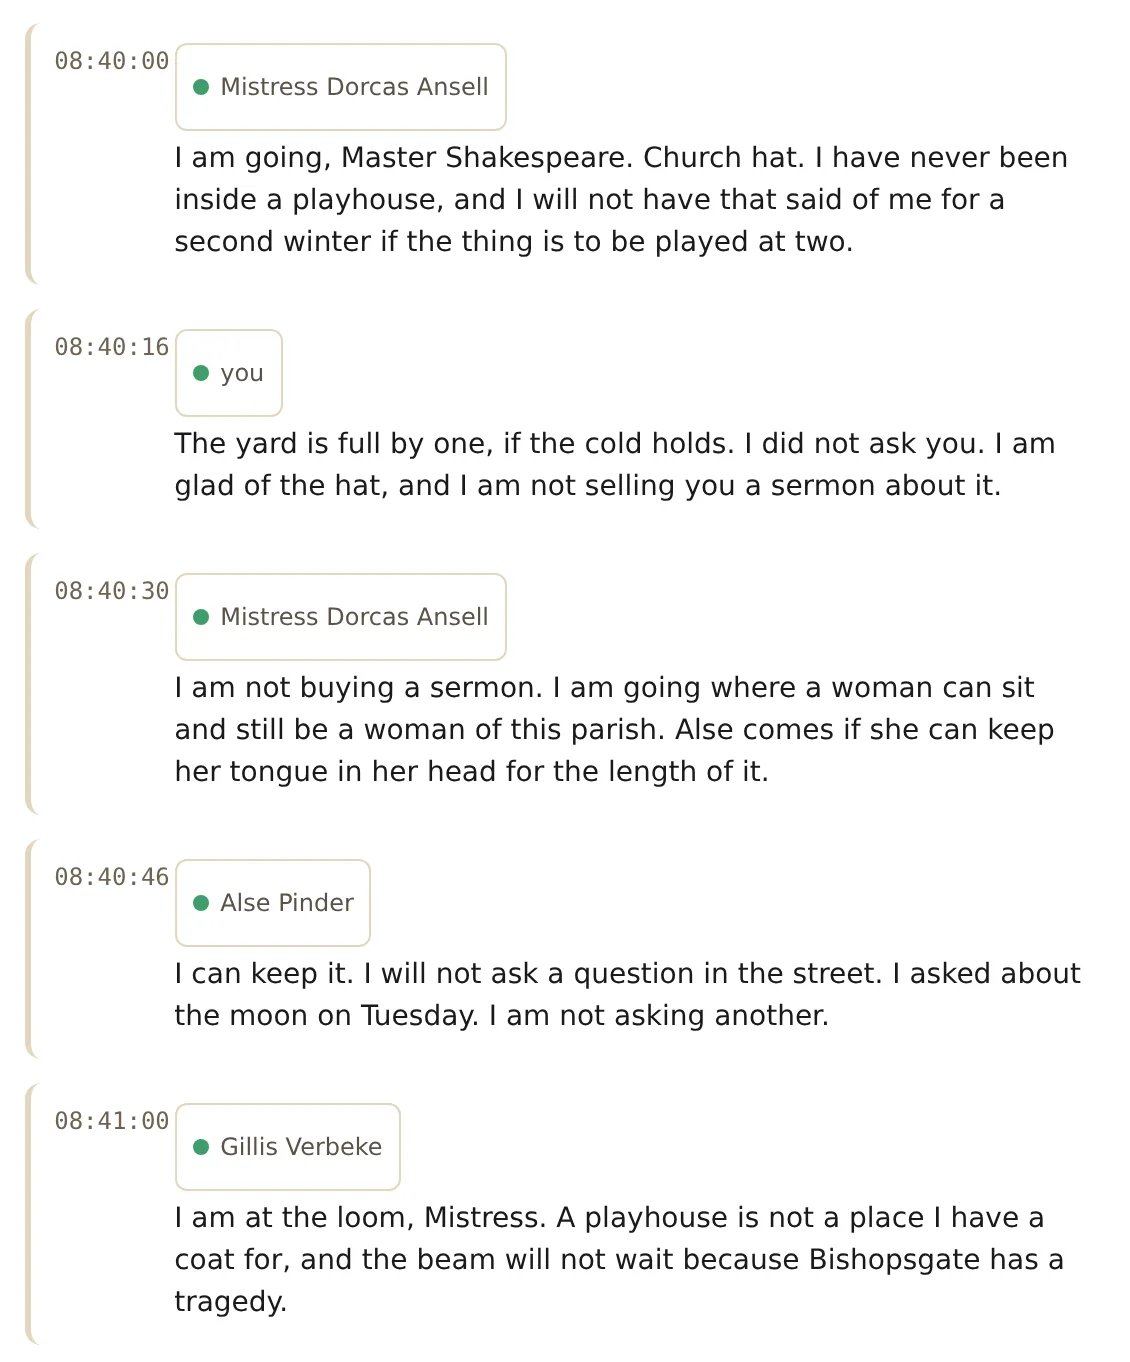 08:40:00
Mistress Dorcas Ansell
I am going, Master Shakespeare. Church hat. I have never been
inside a playhouse, and I will not have that said of me for a
second winter if the thing is to be played at two.
08:40:16
you
The yard is full by one, if the cold holds. I did not ask you. I am
glad of the hat, and I am not selling you a sermon about it.
08:40:30
Mistress Dorcas Ansell
I am not buying a sermon. I am going where a woman can sit
and still be a woman of this parish. Alse comes if she can keep
her tongue in her head for the length of it.
08:40:46
Alse Pinder
I can keep it. I will not ask a question in the street. I asked about
the moon on Tuesday. I am not asking another.
08:41:00
Gillis Verbeke
I am at the loom, Mistress. A playhouse is not a place I have a
coat for, and the beam will not wait because Bishopsgate has a
tragedy.